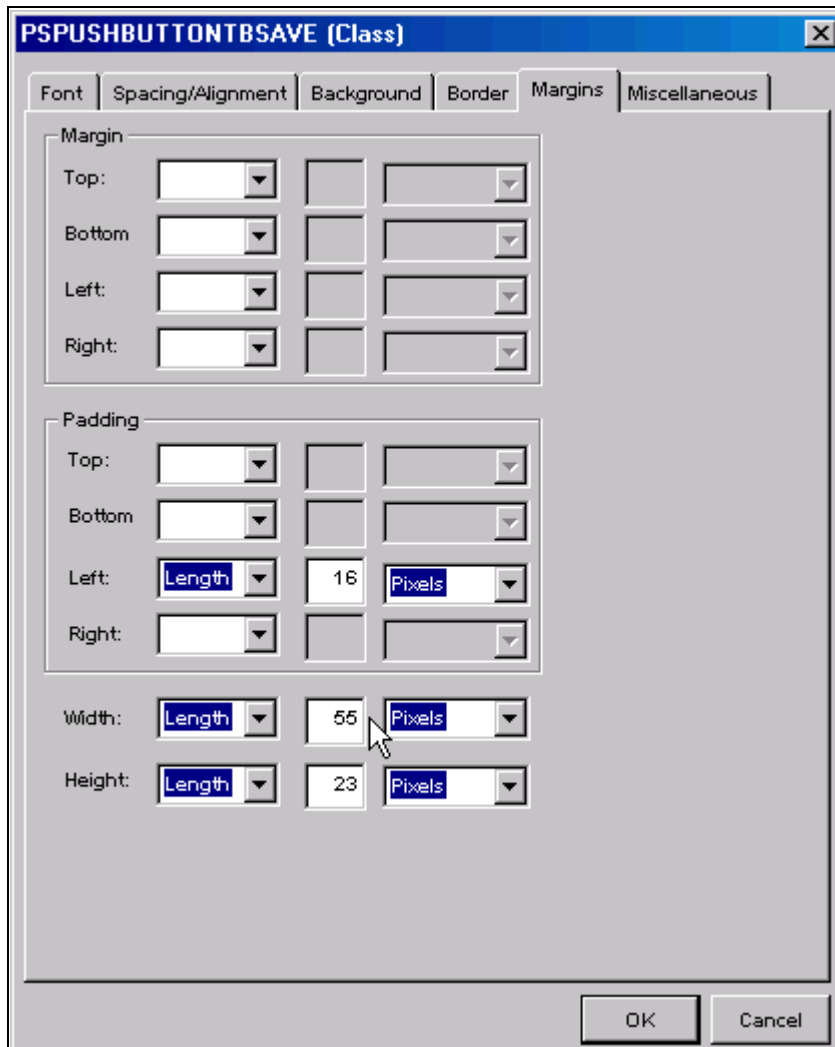 PSPUSHBUTTONTBSAVE (Class)
Font Spacing/Alignment Background Border Margins Miscellaneous
Margin
Top:
Bottom
Left:
Right:
Padding
Top:
Bottom
Left: Length 16 Pixels
Right:
Width: Length 55 Pixels
Height: Length 23 Pixels
OK Cancel